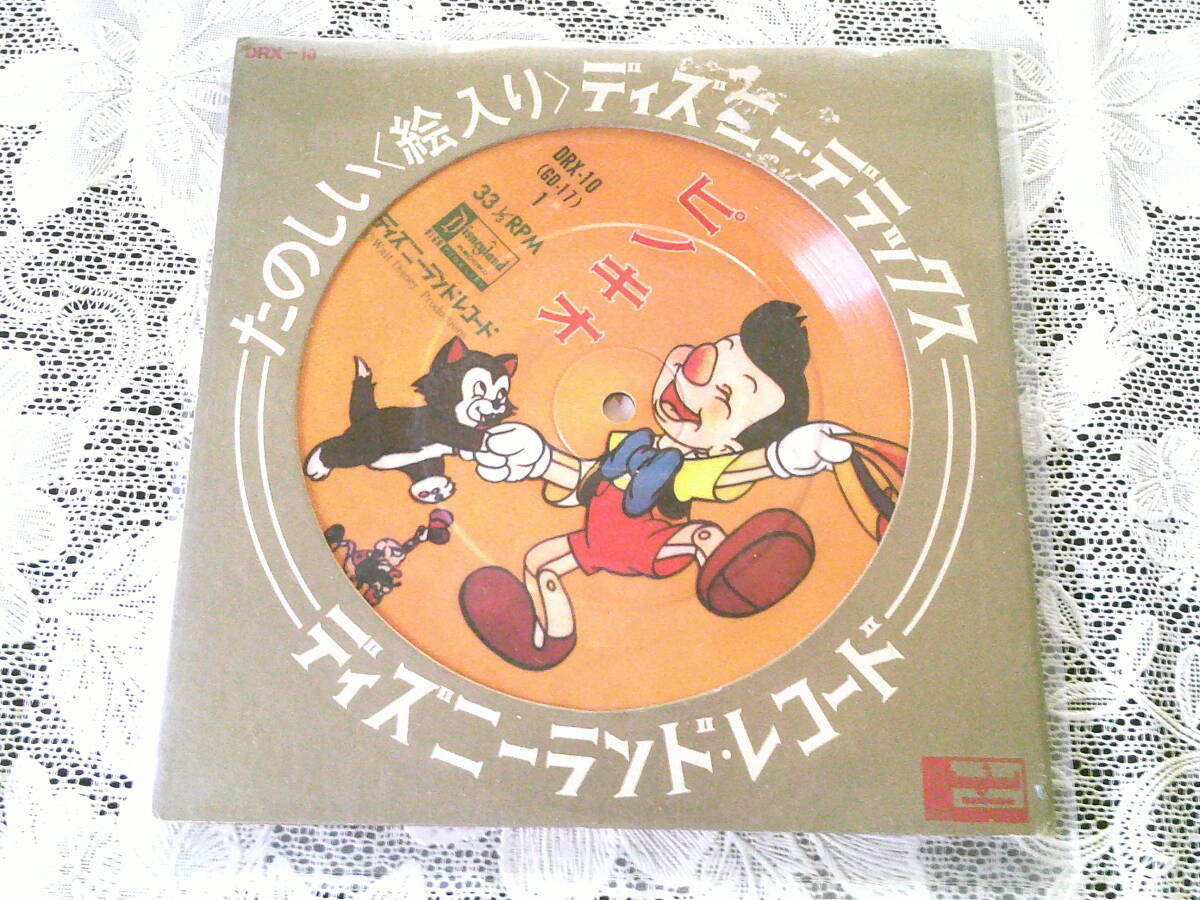 DRX-10
たのしい〈絵入り〉ディズニー・デラックス
DRX-10
(GD-17)
1
33 1/3 RPM
Disneyland
ディズニーランドレコード
Walt Disney Productions
ピノキオ
ディズニーランド・レコード